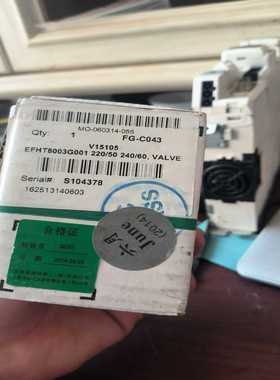 MO-060314-055
Qty: 1 FG-C043
V15105
EFHT8003G001 220/50 240/60, VALVE
Serial# S104378
162513140603
合格证
六月
June
(2014)